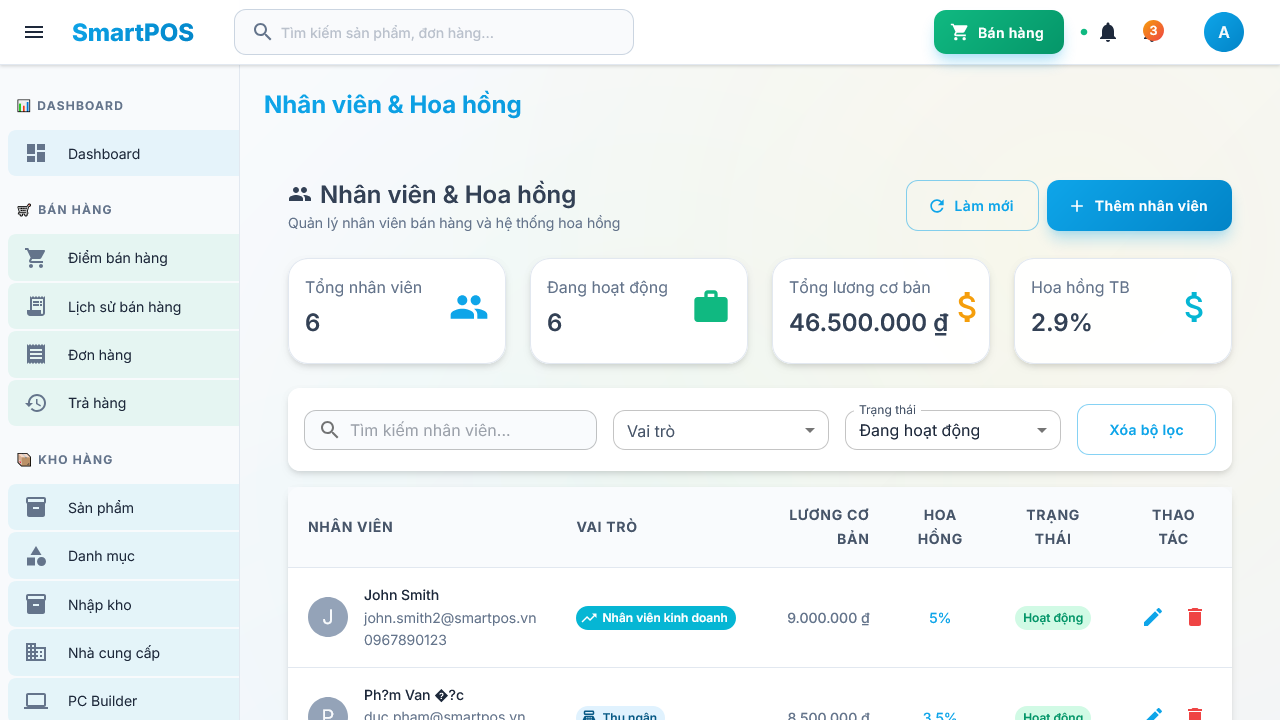 SmartPOS
Tìm kiếm sản phẩm, đơn hàng...
Bán hàng
3
A
DASHBOARD
Dashboard
BÁN HÀNG
Điểm bán hàng
Lịch sử bán hàng
Đơn hàng
Trả hàng
KHO HÀNG
Sản phẩm
Danh mục
Nhập kho
Nhà cung cấp
PC Builder
Nhân viên & Hoa hồng
Nhân viên & Hoa hồng
Quản lý nhân viên bán hàng và hệ thống hoa hồng
Làm mới
Thêm nhân viên
Tổng nhân viên
6
Đang hoạt động
6
Tổng lương cơ bản
46.500.000 ₫
Hoa hồng TB
2.9%
Tìm kiếm nhân viên...
Vai trò
Trạng thái
Đang hoạt động
Xóa bộ lọc
NHÂN VIÊN
VAI TRÒ
LƯƠNG CƠ
BẢN
HOA
HỒNG
TRẠNG
THÁI
THAO
TÁC
J
John Smith
john.smith2@smartpos.vn
0967890123
Nhân viên kinh doanh
9.000.000 ₫
5%
Hoạt động
P
Ph?m Van �?c
duc.pham@smartpos.vn
Thu ngân
8.500.000 ₫
3.5%
Hoạt động